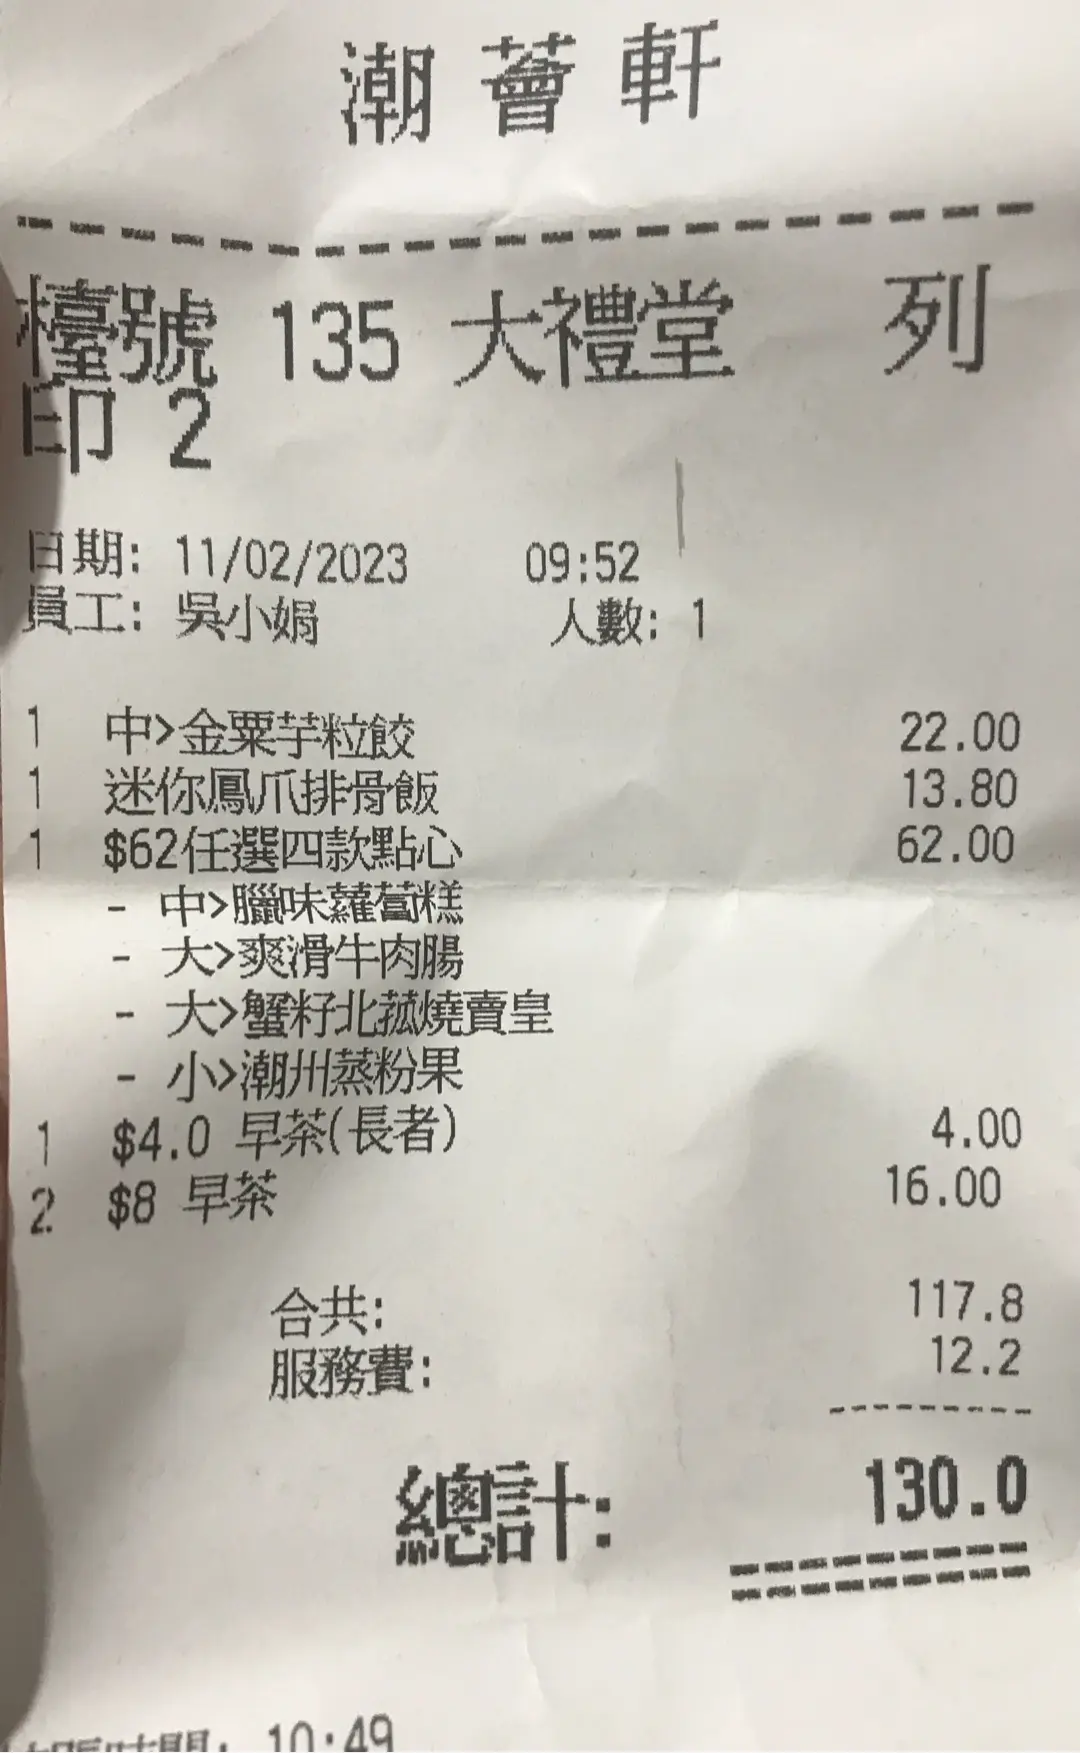 潮薈軒
檯號 135 大禮堂 列
印 2
日期: 11/02/2023 09:52
員工: 吳小娟 人數: 1
1 中>金粟芋粒餃 22.00
1 迷你鳳爪排骨飯 13.80
1 $62任選四款點心 62.00
- 中>臘味蘿蔔糕
- 大>爽滑牛肉腸
- 大>蟹籽北菰燒賣皇
- 小>潮州蒸粉果
1 $4.0 早茶(長者) 4.00
2 $8 早茶 16.00
合共: 117.8
服務費: 12.2
總計: 130.0
時間: 10:49